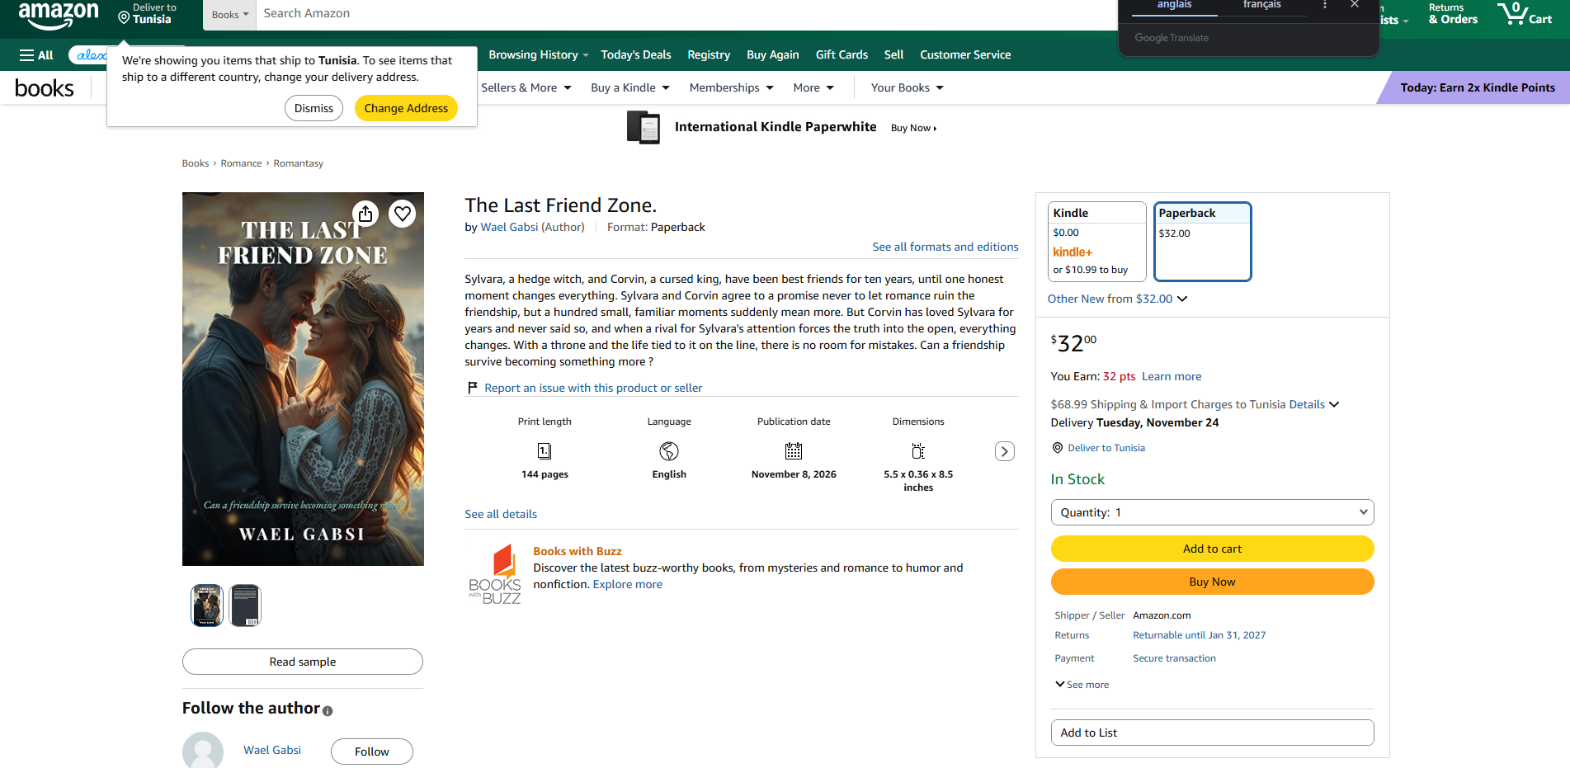 amazon
Deliver to
Tunisia
Books
Search Amazon
anglais
français
Google Translate
Returns
& Orders
0
Cart
All
Browsing History
Today's Deals
Registry
Buy Again
Gift Cards
Sell
Customer Service
We're showing you items that ship to Tunisia. To see items that
ship to a different country, change your delivery address.
Dismiss
Change Address
books
Sellers & More
Buy a Kindle
Memberships
More
Your Books
Today: Earn 2x Kindle Points
International Kindle Paperwhite
Buy Now
Books › Romance › Romantasy
THE LAST
FRIEND ZONE
Can a friendship survive becoming something
WAEL GABSI
Read sample
Follow the author
Wael Gabsi
Follow
The Last Friend Zone.
by Wael Gabsi (Author)
Format: Paperback
See all formats and editions
Sylvara, a hedge witch, and Corvin, a cursed king, have been best friends for ten years, until one honest
moment changes everything. Sylvara and Corvin agree to a promise never to let romance ruin the
friendship, but a hundred small, familiar moments suddenly mean more. But Corvin has loved Sylvara for
years and never said so, and when a rival for Sylvara's attention forces the truth into the open, everything
changes. With a throne and the life tied to it on the line, there is no room for mistakes. Can a friendship
survive becoming something more ?
Report an issue with this product or seller
Print length
1.
144 pages
Language
English
Publication date
November 8, 2026
Dimensions
5.5 x 0.36 x 8.5
inches
See all details
BOOKS
with BUZZ
Books with Buzz
Discover the latest buzz-worthy books, from mysteries and romance to humor and
nonfiction. Explore more
Kindle
$0.00
kindle+
or $10.99 to buy
Paperback
$32.00
Other New from $32.00
$32 00
You Earn: 32 pts Learn more
$68.99 Shipping & Import Charges to Tunisia Details
Delivery Tuesday, November 24
Deliver to Tunisia
In Stock
Quantity: 1
Add to cart
Buy Now
Shipper / Seller Amazon.com
Returns Returnable until Jan 31, 2027
Payment Secure transaction
See more
Add to List